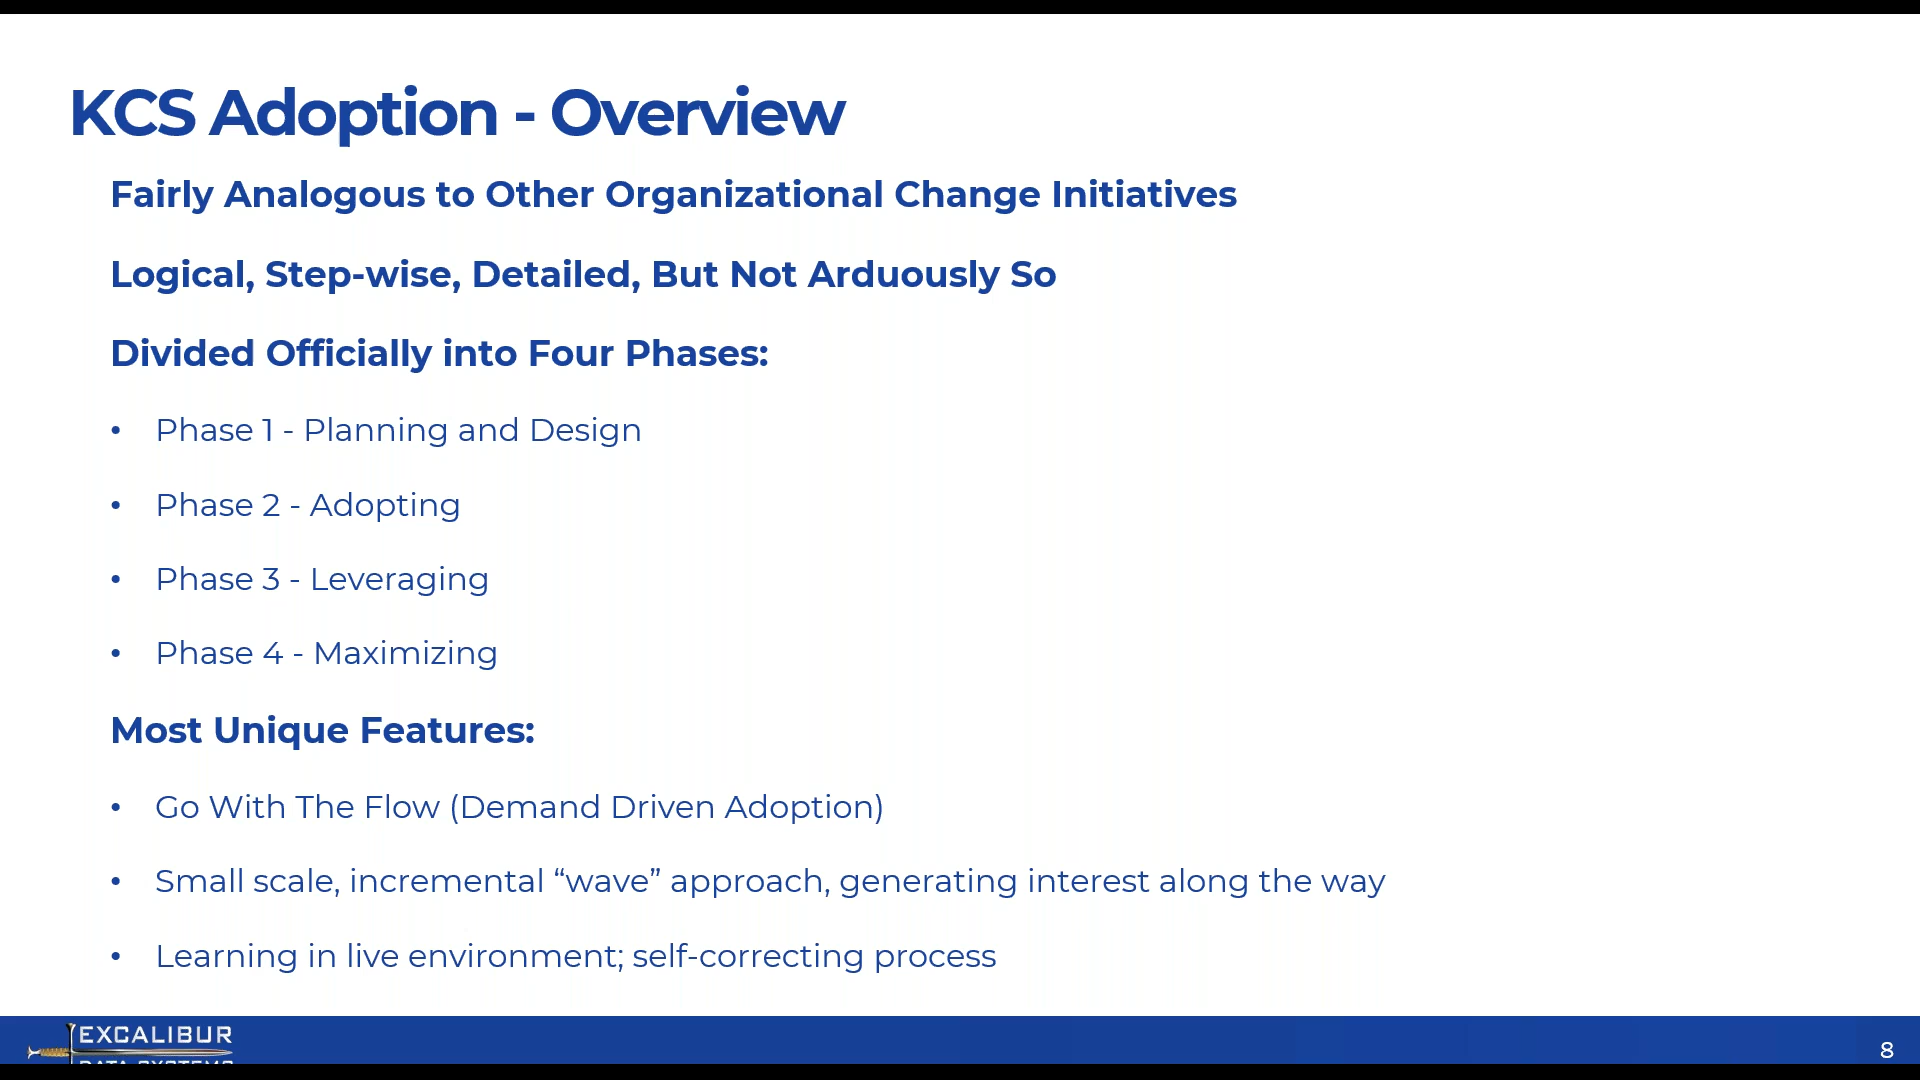 KCS Adoption - Overview
Fairly Analogous to Other Organizational Change Initiatives
Logical, Step-wise, Detailed, But Not Arduously So
Divided Officially into Four Phases:
• Phase 1 - Planning and Design
• Phase 2 - Adopting
• Phase 3 - Leveraging
• Phase 4 - Maximizing
Most Unique Features:
• Go With The Flow (Demand Driven Adoption)
• Small scale, incremental “wave” approach, generating interest along the way
• Learning in live environment; self-correcting process
EXCALIBUR
DATA SYSTEMS
8